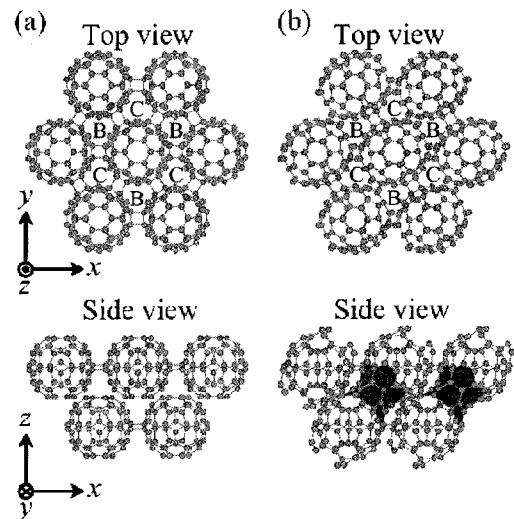 (a)
Top view
C
B B
C C
B
y
z x
Side view
z
y x
(b)
Top view
C
B B
C C
B
Side view